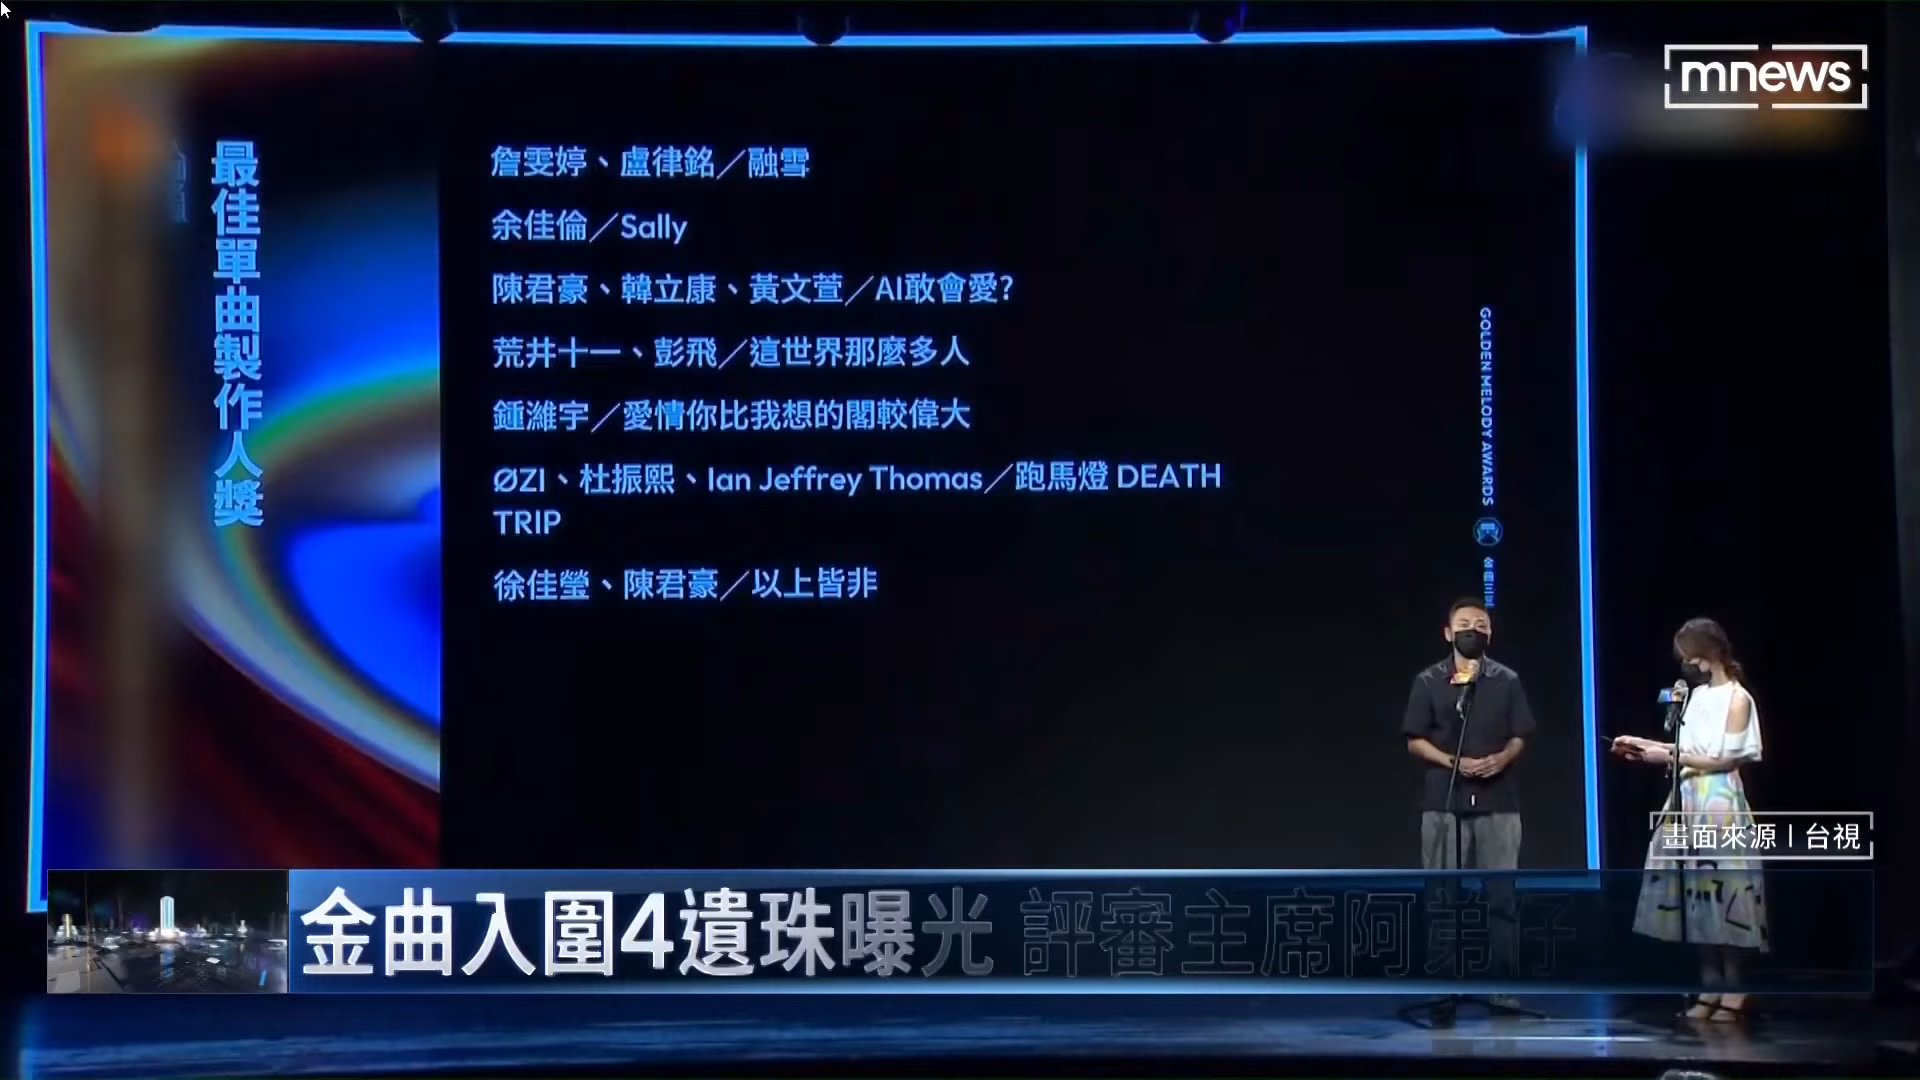 mnews
最佳單曲製作人獎
詹雯婷、盧律銘／融雪
余佳倫／Sally
陳君豪、韓立康、黃文萱／AI敢會愛?
荒井十一、彭飛／這世界那麼多人
鍾濰宇／愛情你比我想的閣較偉大
ØZI、杜振熙、Ian Jeffrey Thomas／跑馬燈 DEATH
TRIP
徐佳瑩、陳君豪／以上皆非
GOLDEN MELODY AWARDS
畫面來源｜台視
金曲入圍4遺珠曝光 評審主席阿弟仔